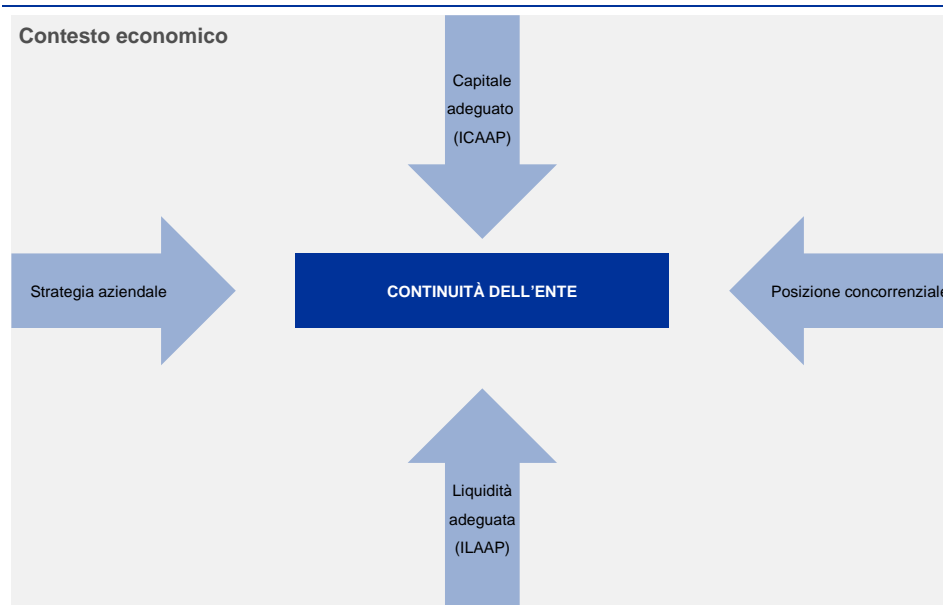 Contesto economico
Capitale
adeguato
(ICAAP)
Strategia aziendale
CONTINUITÀ DELL'ENTE
Posizione concorrenziale
Liquidità
adeguata
(ILAAP)